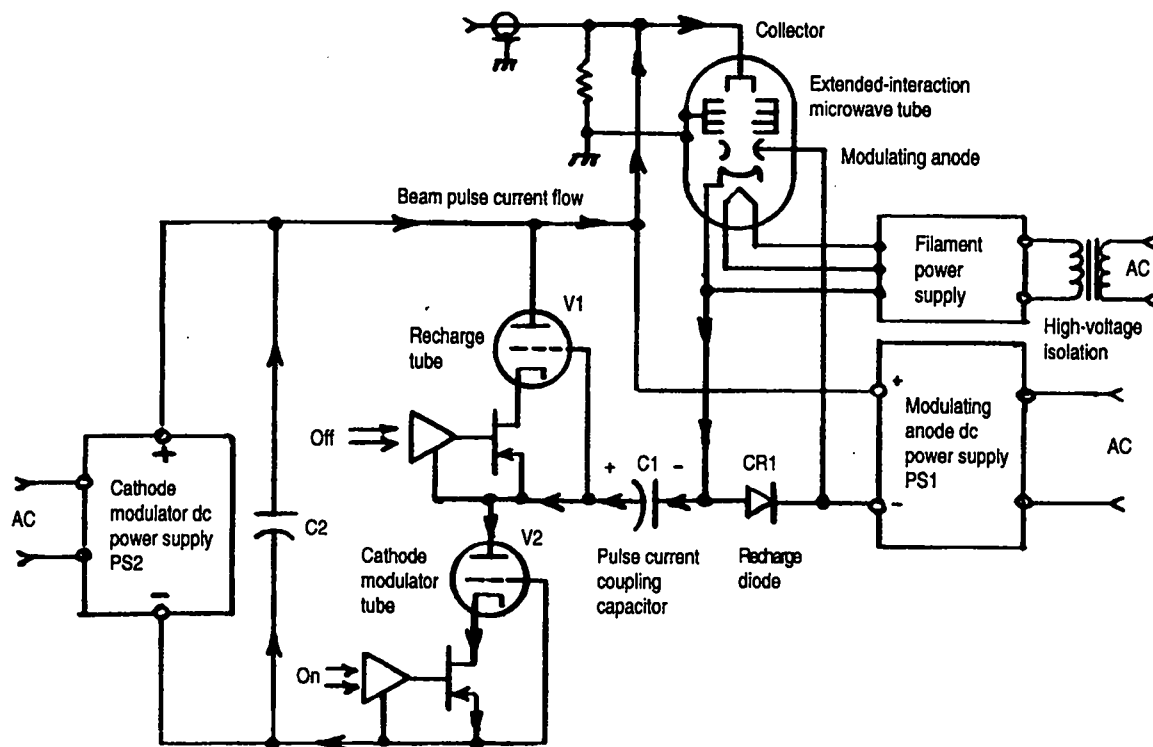 Collector
Extended-interaction
microwave tube
Modulating anode
Beam pulse current flow
Filament
power
supply
AC
High-voltage
isolation
V1
Recharge
tube
Off
+
Modulating
anode dc
power supply
PS1
-
AC
+ C1 -
CR1
Pulse current
coupling
capacitor
Recharge
diode
+
Cathode
modulator dc
power supply
PS2
-
AC
C2
V2
Cathode
modulator
tube
On